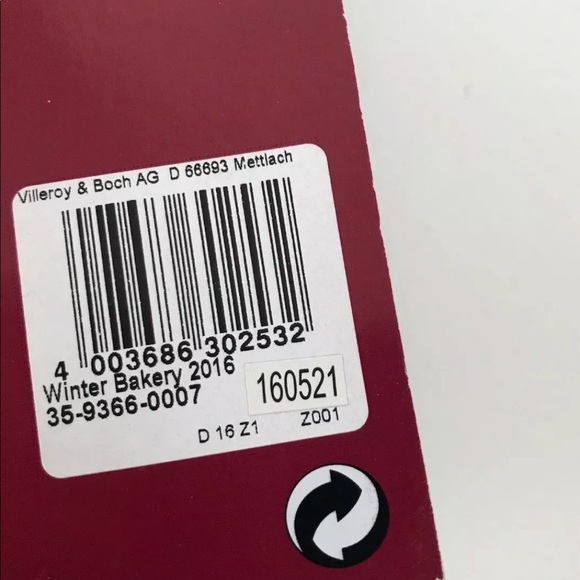 Villeroy & Boch AG D 66693 Mettlach
4 003686 302532
Winter Bakery 2016
35-9366-0007
160521
D 16 Z1 Z001